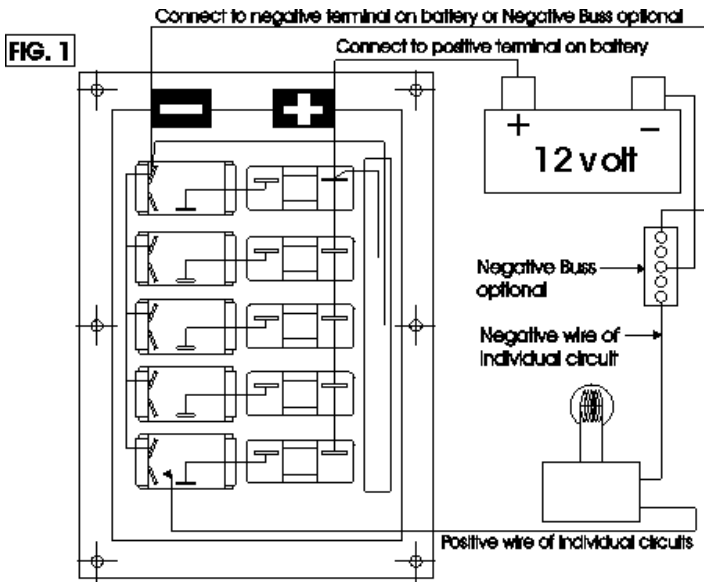 Connect to negative terminal on battery or Negative Buss optional
FIG. 1
Connect to positive terminal on battery
+ −
12 volt
Negative Buss
optional
Negative wire of
individual circuit
Positive wire of individual circuits